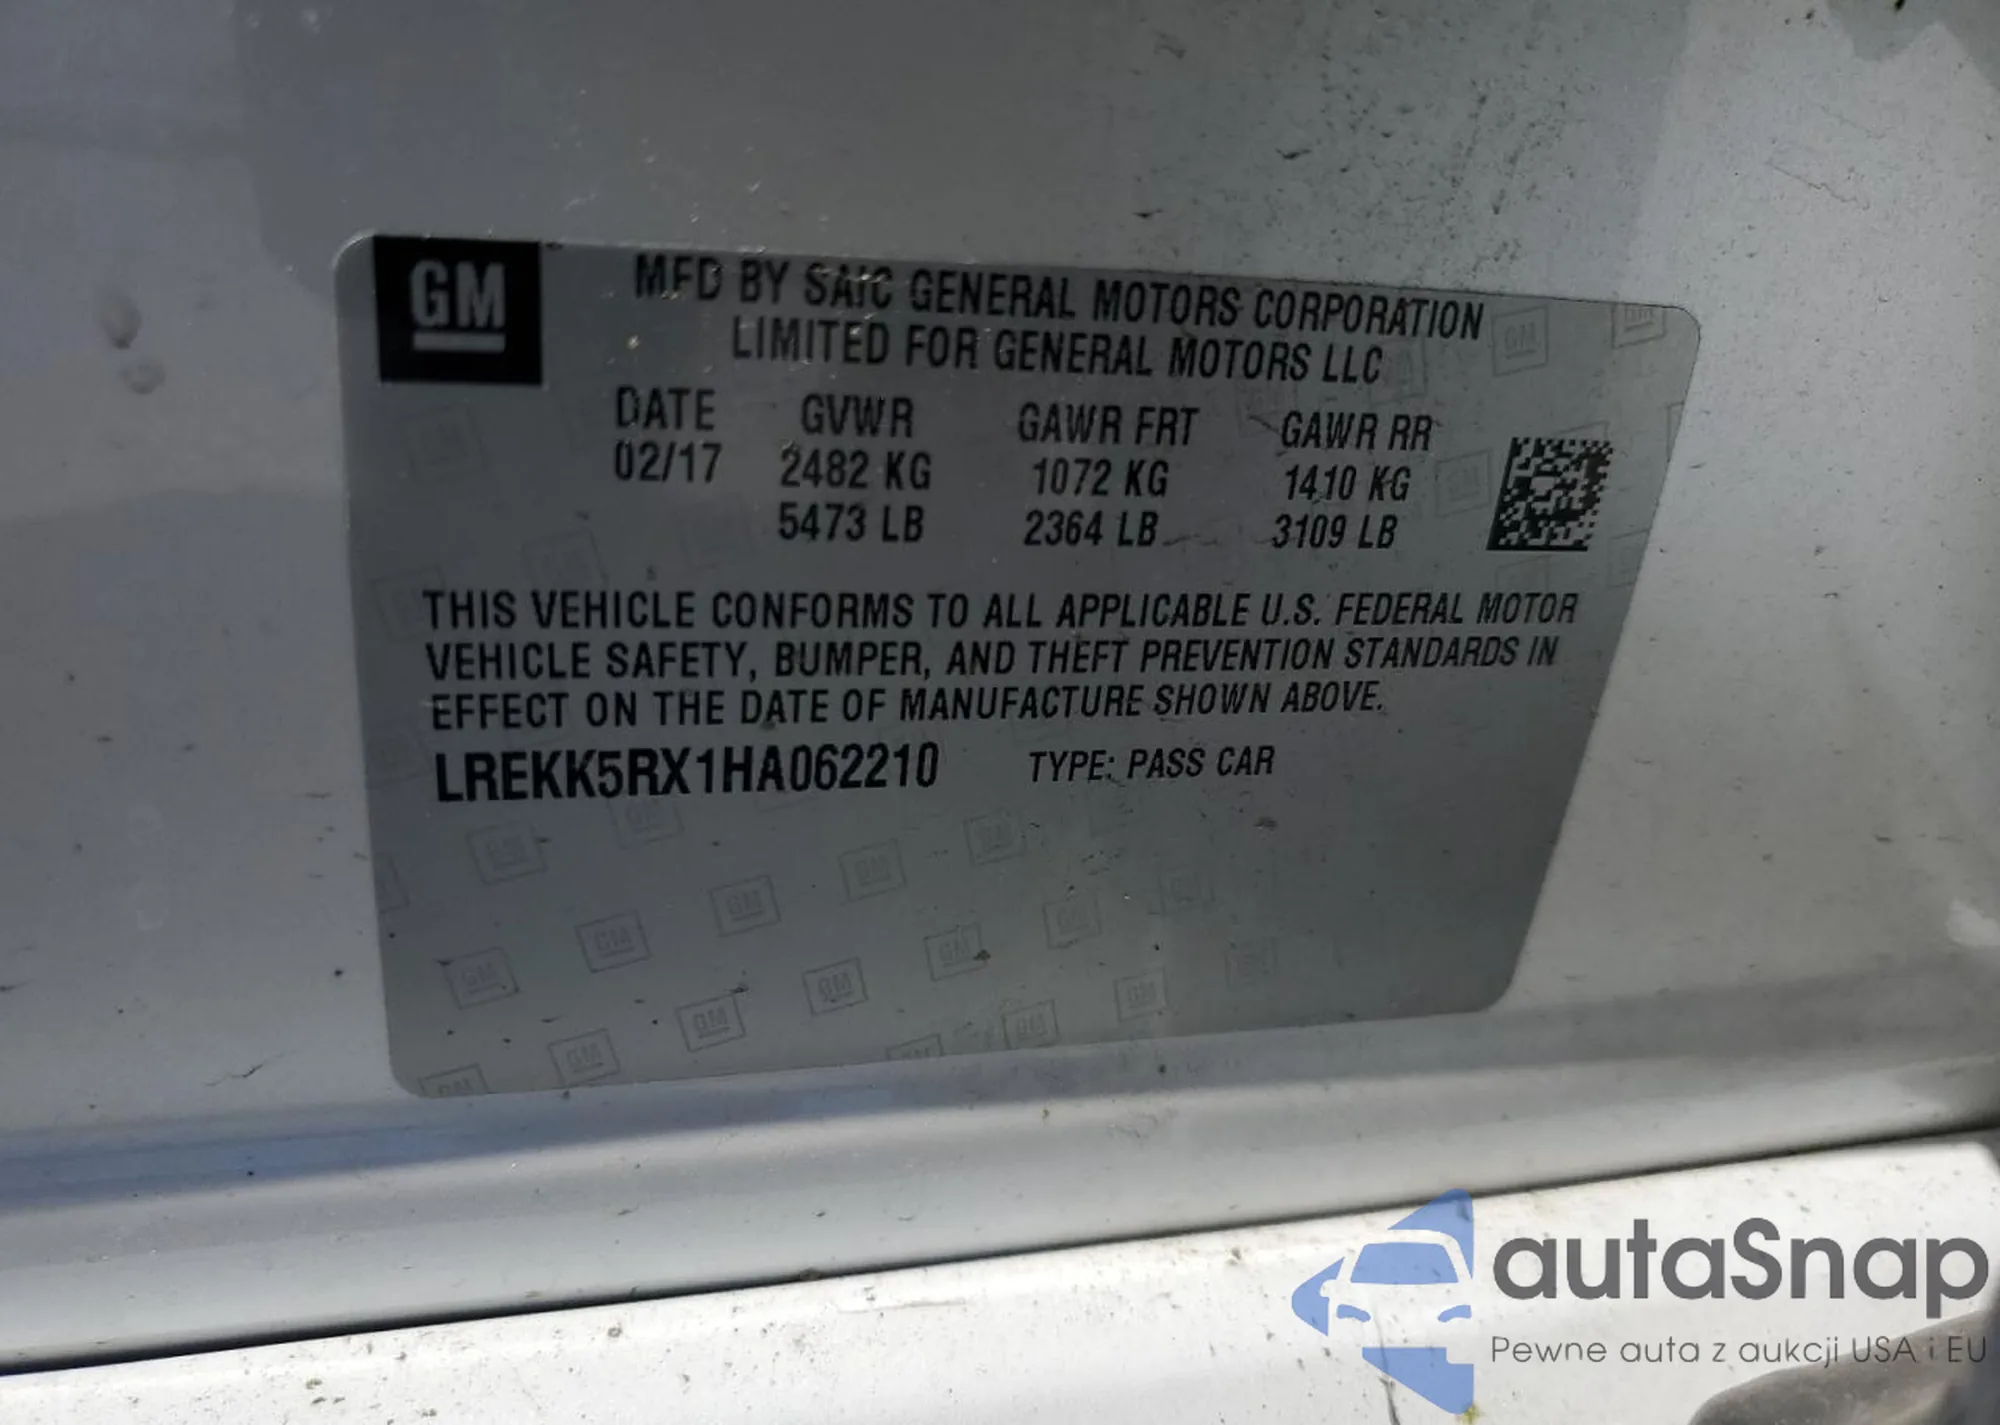 GM
MFD BY SAIC GENERAL MOTORS CORPORATION
LIMITED FOR GENERAL MOTORS LLC
DATE GVWR GAWR FRT GAWR RR
02/17 2482 KG 1072 KG 1410 KG
5473 LB 2364 LB 3109 LB
THIS VEHICLE CONFORMS TO ALL APPLICABLE U.S. FEDERAL MOTOR
VEHICLE SAFETY, BUMPER, AND THEFT PREVENTION STANDARDS IN
EFFECT ON THE DATE OF MANUFACTURE SHOWN ABOVE.
LREKK5RX1HA062210 TYPE: PASS CAR
autaSnap
Pewne auta z aukcji USA i EU